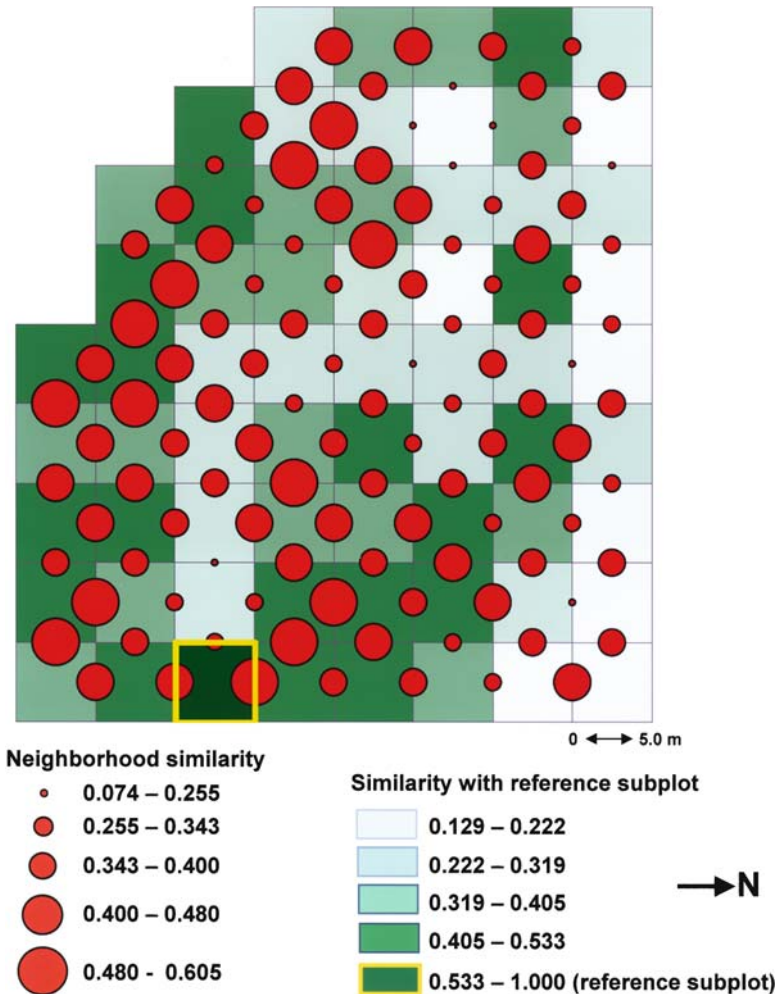 0 5.0 m
Neighborhood similarity
0.074 – 0.255
0.255 – 0.343
0.343 – 0.400
0.400 – 0.480
0.480 - 0.605
Similarity with reference subplot
0.129 – 0.222
0.222 – 0.319
0.319 – 0.405
0.405 – 0.533
0.533 – 1.000 (reference subplot)
N